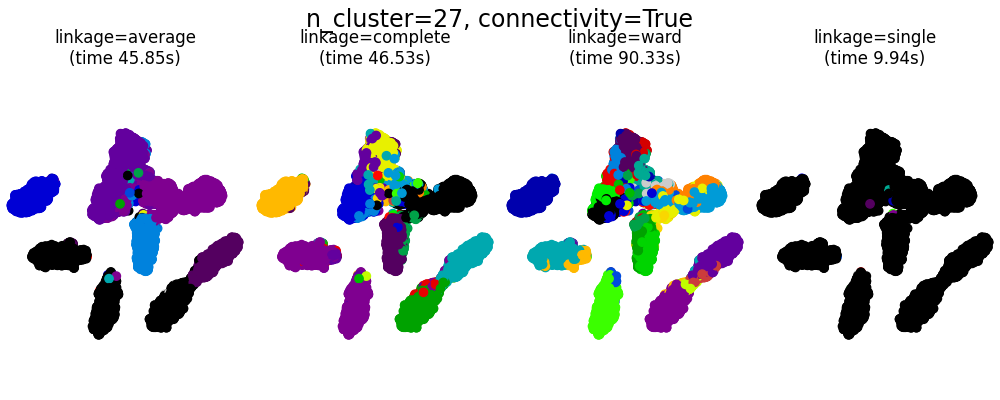 n_cluster=27, connectivity=True
linkage=average
(time 45.85s)
linkage=complete
(time 46.53s)
linkage=ward
(time 90.33s)
linkage=single
(time 9.94s)